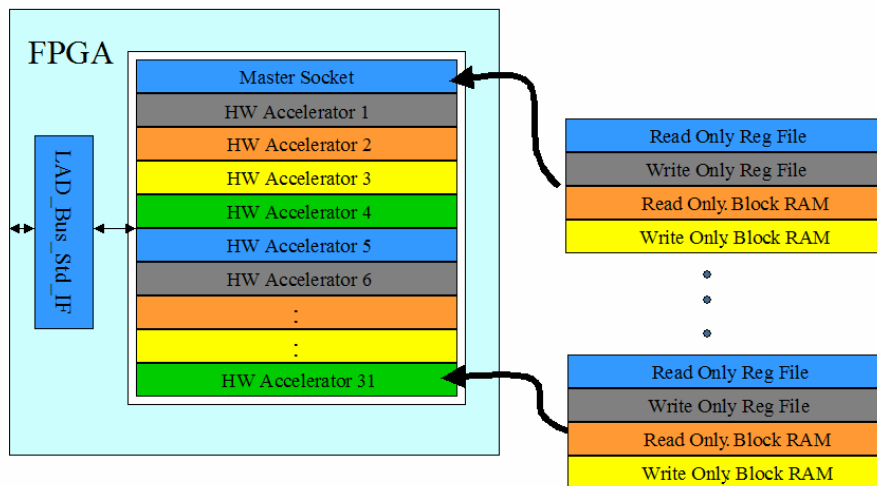 FPGA
LAD_Bus_Std_IF
Master Socket
HW Accelerator 1
HW Accelerator 2
HW Accelerator 3
HW Accelerator 4
HW Accelerator 5
HW Accelerator 6
:
:
HW Accelerator 31
Read Only Reg File
Write Only Reg File
Read Only. Block RAM
Write Only. Block RAM
Read Only Reg File
Write Only Reg File
Read Only. Block RAM
Write Only. Block RAM